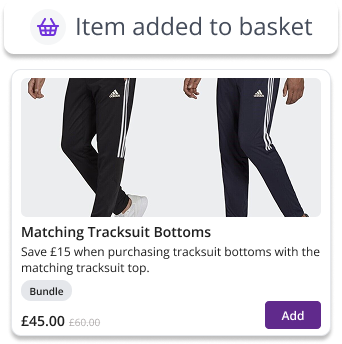 Item added to basket
Matching Tracksuit Bottoms
Save £15 when purchasing tracksuit bottoms with the
matching tracksuit top.
Bundle
£45.00 £60.00
Add